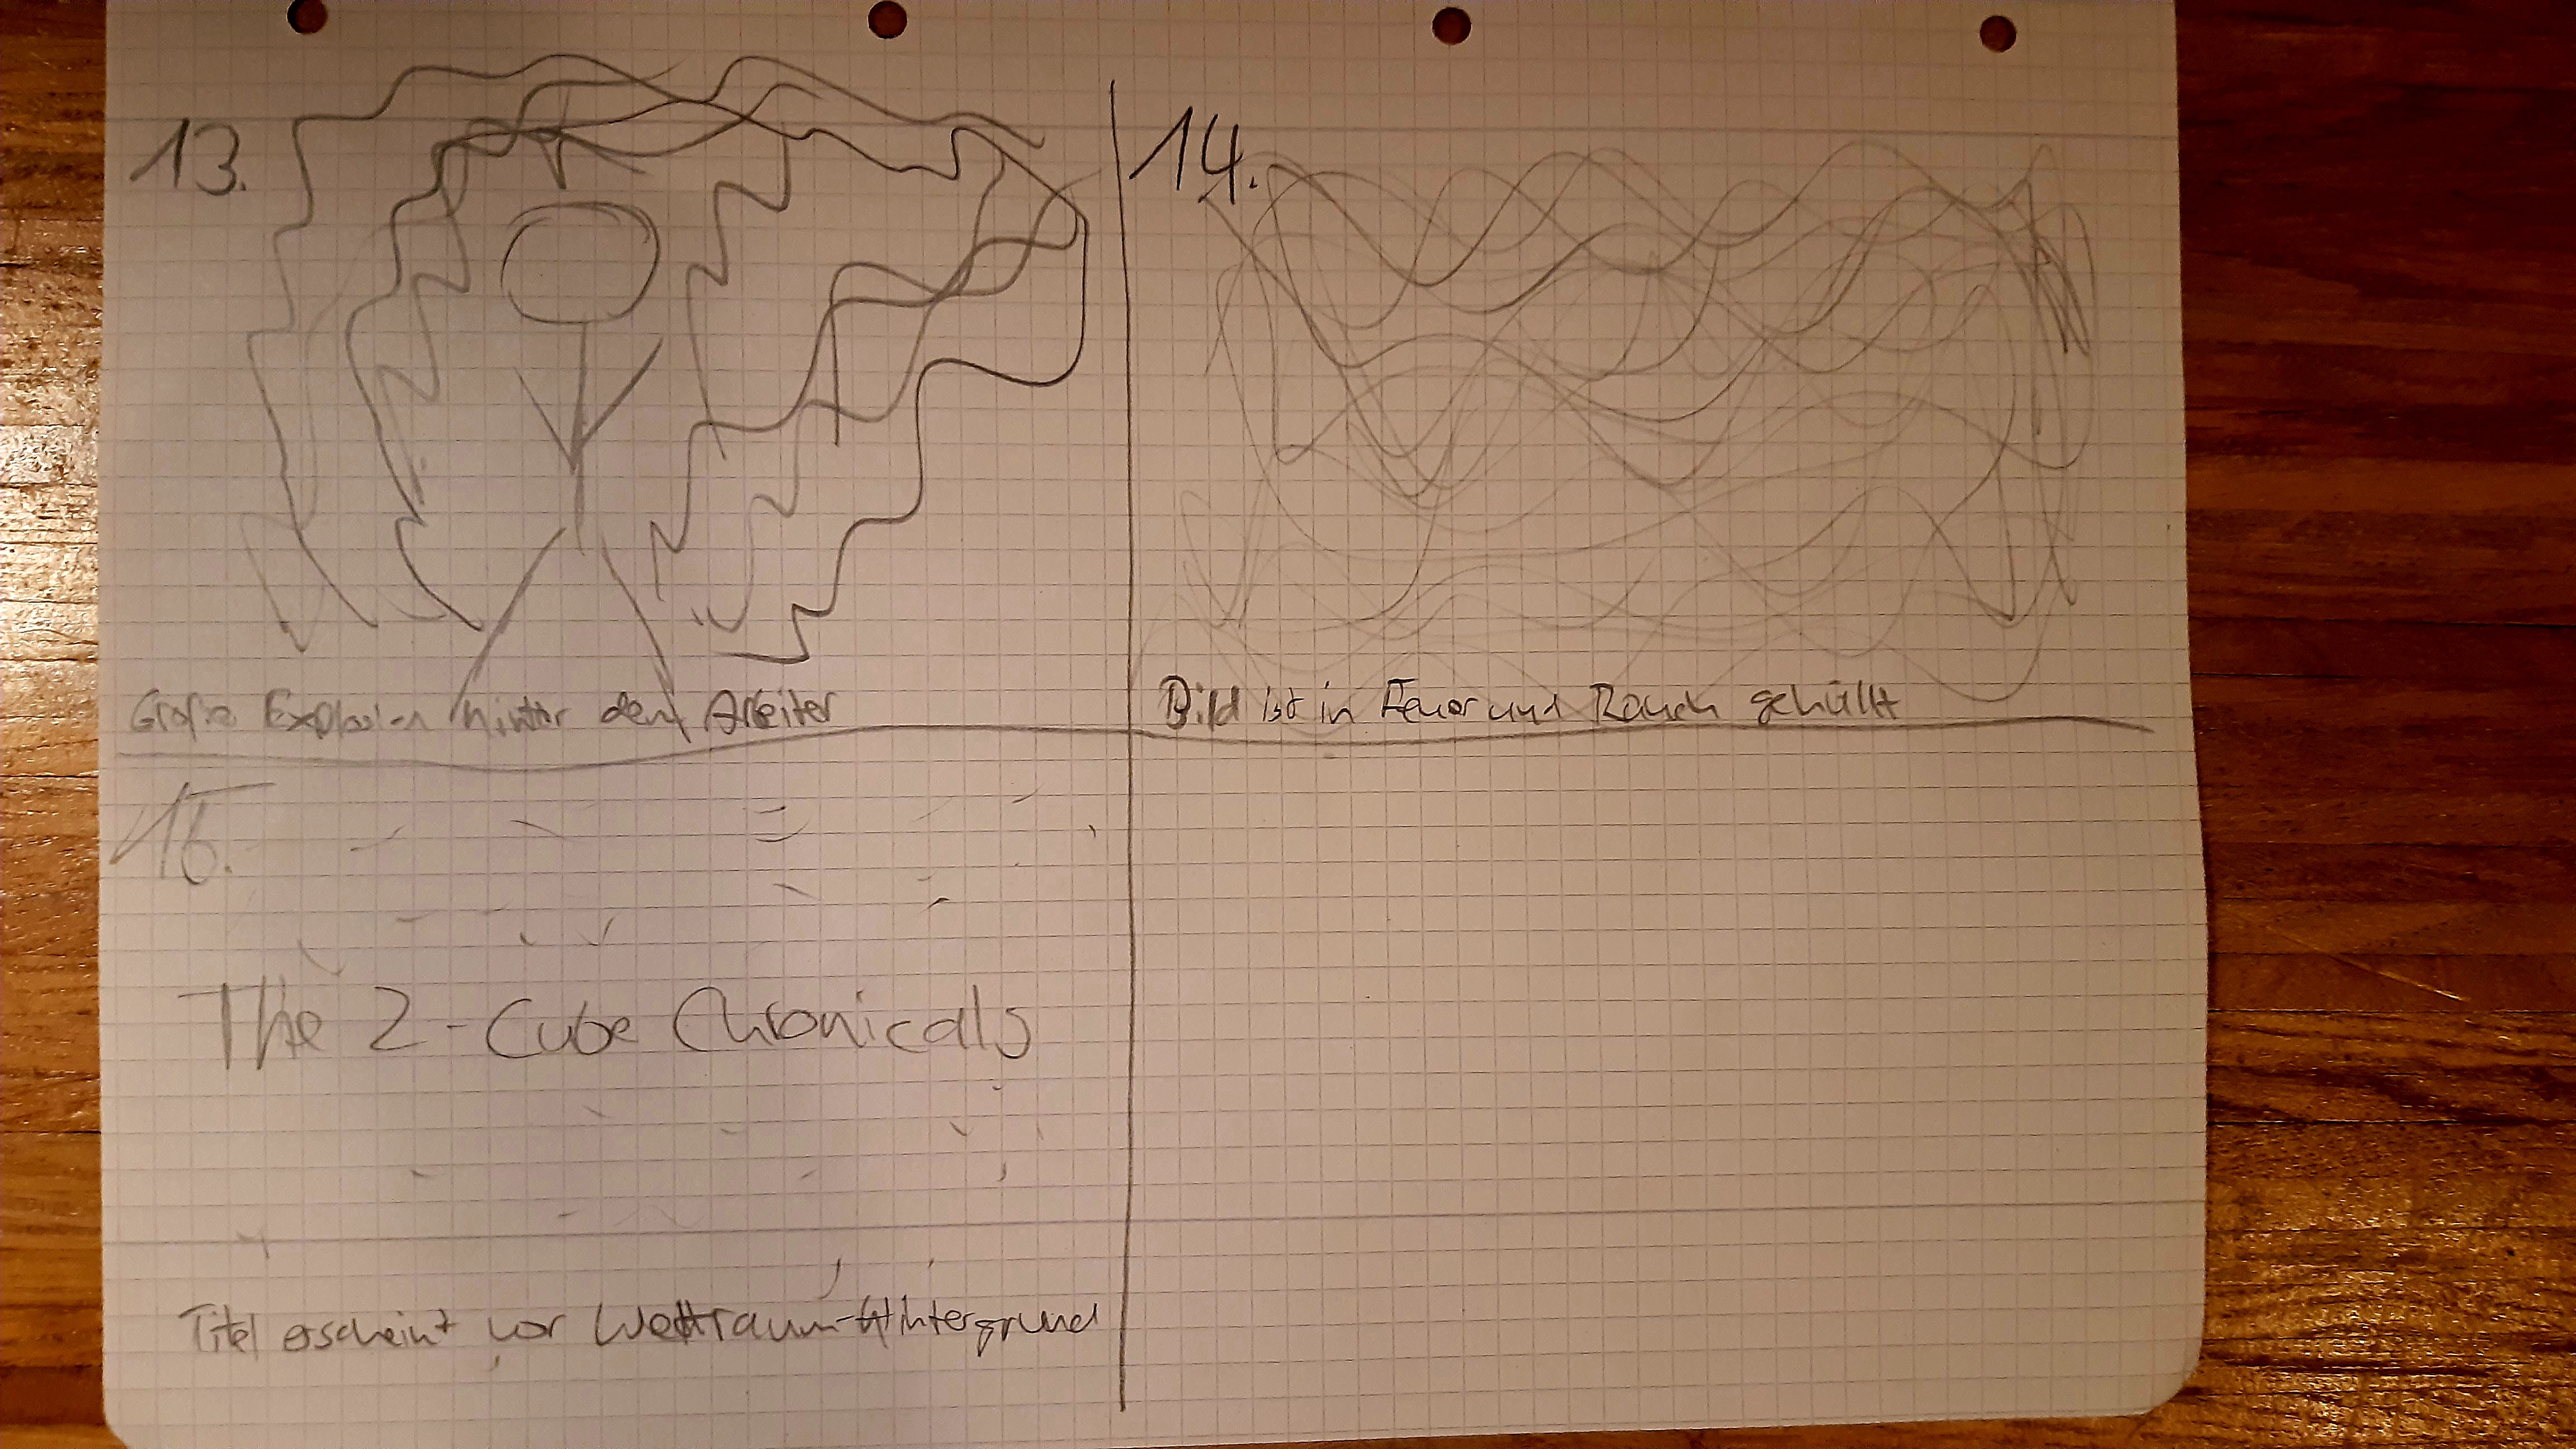 13.
Große Explosion hinter dem Arbeiter
14.
Bild ist in Feuer und Rauch gehüllt
15.
The 2-Cube Chronicals
Titel erscheint vor Weltraum-Hintergrund